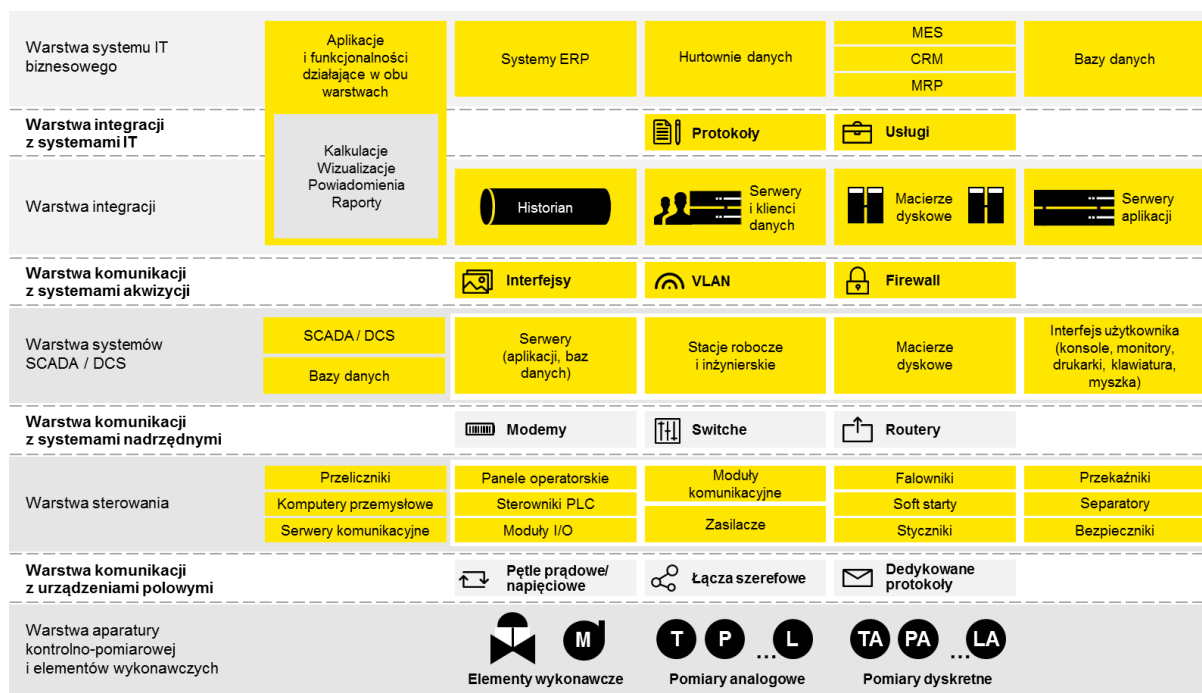 Warstwa systemu IT
biznesowego
Aplikacje
i funkcjonalności
działające w obu
warstwach
Systemy ERP
Hurtownie danych
MES
CRM
MRP
Bazy danych
Warstwa integracji
z systemami IT
Protokoły
Usługi
Kalkulacje
Wizualizacje
Powiadomienia
Raporty
Warstwa integracji
Historian
Serwery
i klienci
danych
Macierze
dyskowe
Serwery
aplikacji
Warstwa komunikacji
z systemami akwizycji
Interfejsy
VLAN
Firewall
Warstwa systemów
SCADA / DCS
SCADA / DCS
Bazy danych
Serwery
(aplikacji, baz
danych)
Stacje robocze
i inżynierskie
Macierze
dyskowe
Interfejs użytkownika
(konsole, monitory,
drukarki, klawiatura,
myszka)
Warstwa komunikacji
z systemami nadrzędnymi
Modemy
Switche
Routery
Warstwa sterowania
Przeliczniki
Komputery przemysłowe
Serwery komunikacyjne
Panele operatorskie
Sterowniki PLC
Moduły I/O
Moduły
komunikacyjne
Zasilacze
Falowniki
Soft starty
Styczniki
Przekaźniki
Separatory
Bezpieczniki
Warstwa komunikacji
z urządzeniami polowymi
Pętle prądowe/
napięciowe
Łącza szerefowe
Dedykowane
protokoły
Warstwa aparatury
kontrolno-pomiarowej
i elementów wykonawczych
M
Elementy wykonawcze
T P ...L
Pomiary analogowe
TA PA ...LA
Pomiary dyskretne